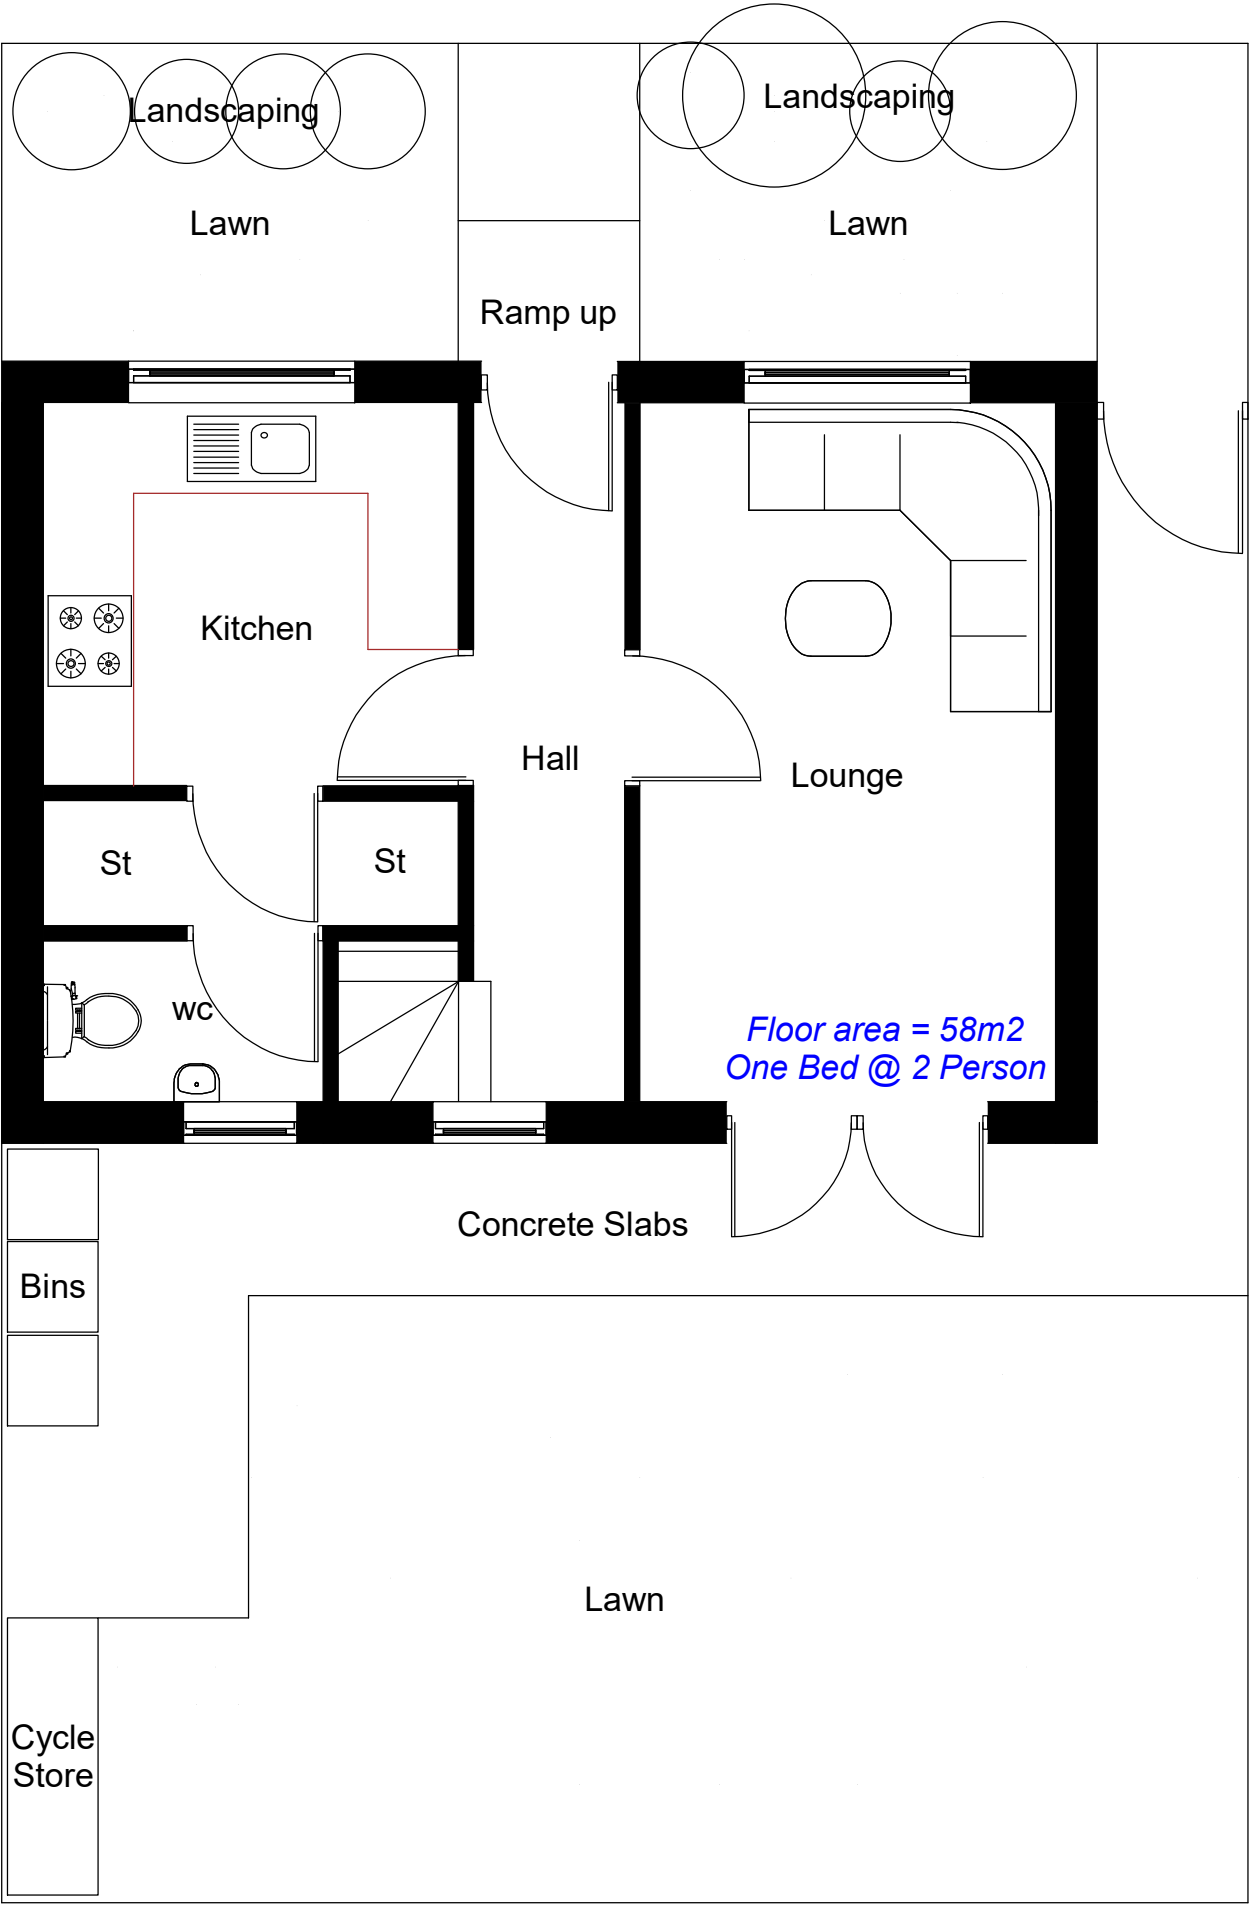 Landscaping
Landscaping
Lawn
Lawn
Ramp up
Kitchen
Hall
Lounge
St
St
wc
Floor area = 58m2
One Bed @ 2 Person
Concrete Slabs
Bins
Lawn
Cycle
Store